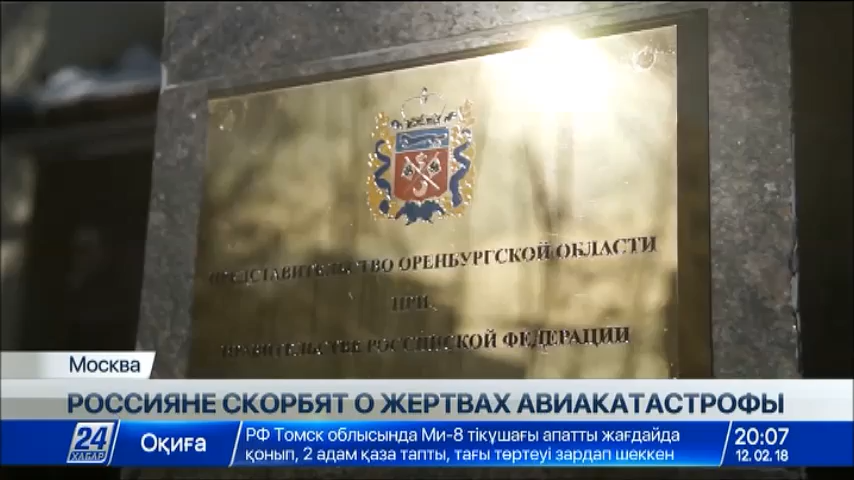 ПРЕДСТАВИТЕЛЬСТВО ОРЕНБУРГСКОЙ ОБЛАСТИ
ПРИ
ПРАВИТЕЛЬСТВЕ РОССИЙСКОЙ ФЕДЕРАЦИИ
Москва
РОССИЯНЕ СКОРБЯТ О ЖЕРТВАХ АВИАКАТАСТРОФЫ
24
ХАБАР
Оқиға
РФ Томск облысында Ми-8 тікұшағы апатты жағдайда
қонып, 2 адам қаза тапты, тағы төртеуі зардап шеккен
20:07
12.02.18